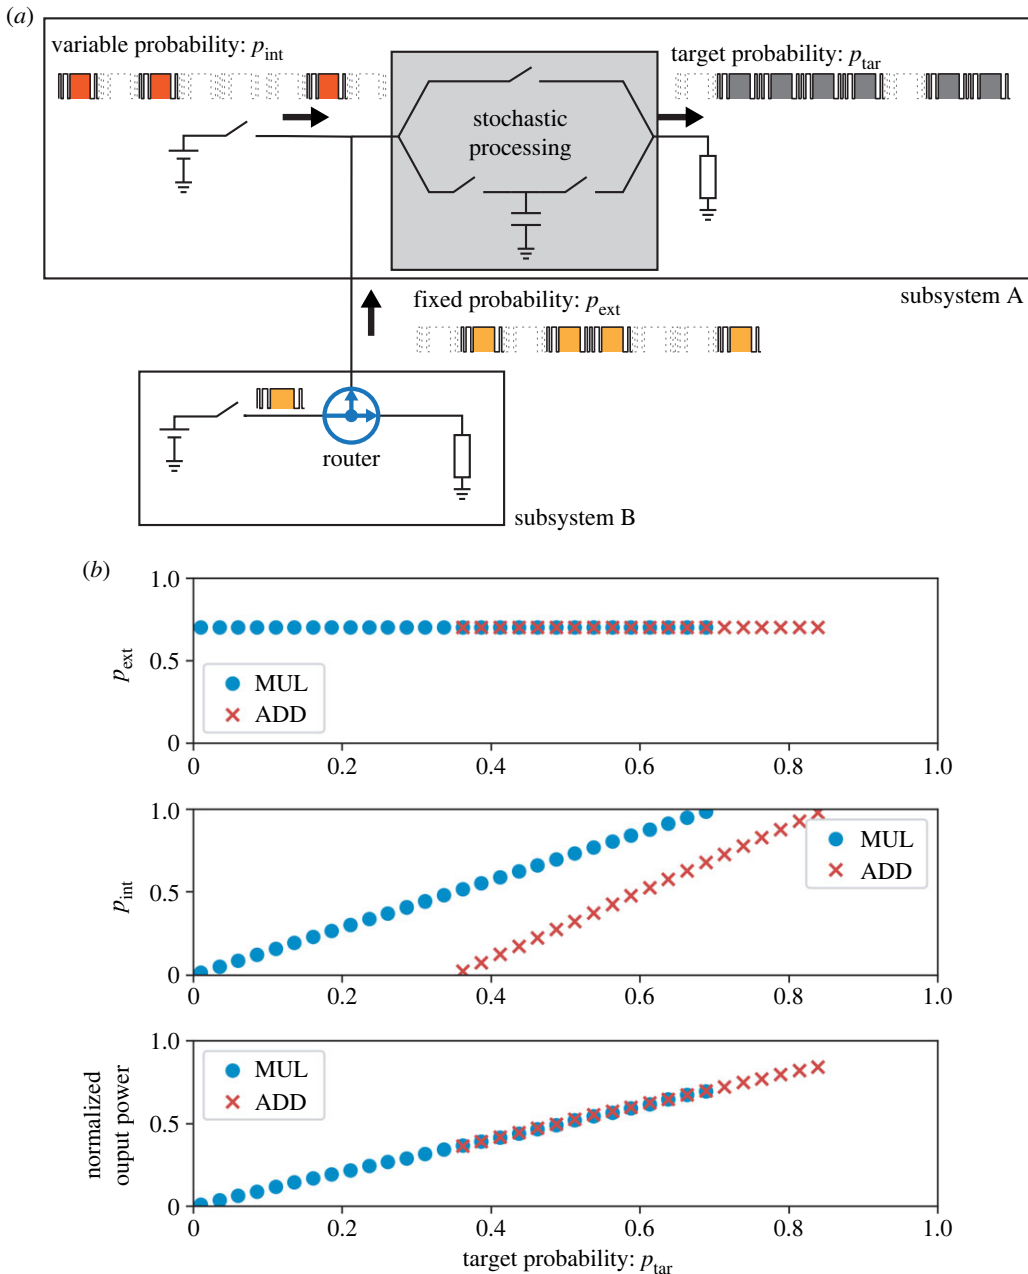 (a)
variable probability: p_int
target probability: p_tar
stochastic
processing
subsystem A
fixed probability: p_ext
router
subsystem B
(b)
1.0
0.5
0
p_ext
MUL
ADD
0 0.2 0.4 0.6 0.8 1.0
1.0
0.5
0
p_int
MUL
ADD
0 0.2 0.4 0.6 0.8 1.0
1.0
0.5
0
normalized
ouput power
MUL
ADD
0 0.2 0.4 0.6 0.8 1.0
target probability: p_tar